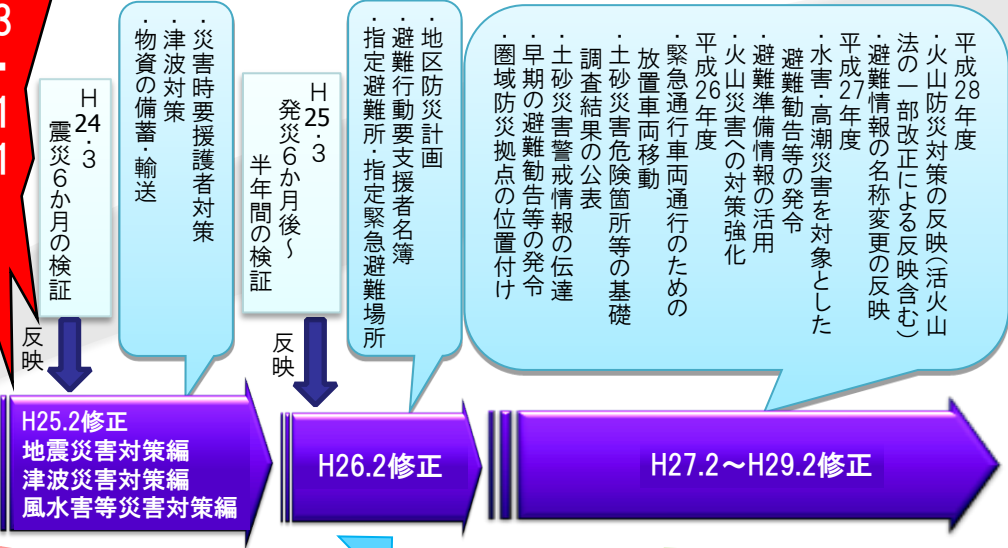 3・11
H24・3
震災6か月の検証
反映
・災害時要援護者対策
・津波対策
・物資の備蓄・輸送
H25・3
発災6か月後～
半年間の検証
反映
・地区防災計画
・避難行動要支援者名簿
・指定避難所・指定緊急避難場所
平成28年度
・火山防災対策の反映(活火山
法の一部改正による反映含む)
・避難情報の名称変更の反映
平成27年度
・水害・高潮災害を対象とした
避難勧告等の発令
・避難準備情報の活用
・火山災害への対策強化
平成26年度
・緊急通行車両通行のための
放置車両移動
・土砂災害危険箇所等の基礎
調査結果の公表
・土砂災害警戒情報の伝達
・早期の避難勧告等の発令
・圏域防災拠点の位置付け
H25.2修正
地震災害対策編
津波災害対策編
風水害等災害対策編
H26.2修正
H27.2～H29.2修正